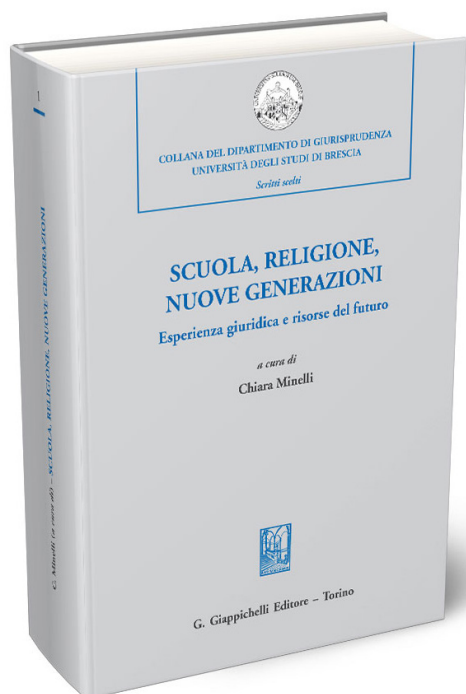 1
G. Minelli (a cura di) – SCUOLA, RELIGIONE, NUOVE GENERAZIONI
COLLANA DEL DIPARTIMENTO DI GIURISPRUDENZA
UNIVERSITÀ DEGLI STUDI DI BRESCIA
Scritti scelti
SCUOLA, RELIGIONE,
NUOVE GENERAZIONI
Esperienza giuridica e risorse del futuro
a cura di
Chiara Minelli
G. Giappichelli Editore – Torino